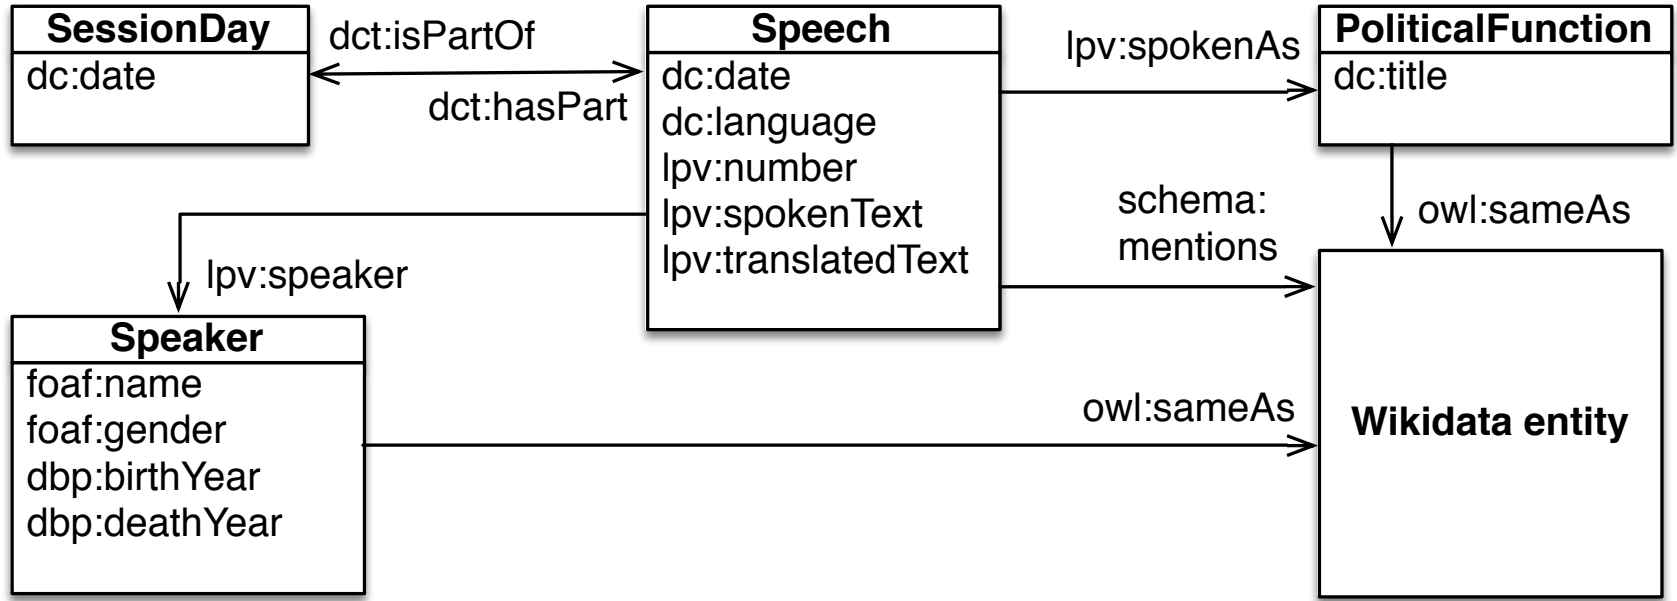 SessionDay
dc:date
dct:isPartOf
dct:hasPart
Speech
dc:date
dc:language
lpv:number
lpv:spokenText
lpv:translatedText
lpv:spokenAs
PoliticalFunction
dc:title
schema:
mentions
owl:sameAs
lpv:speaker
Speaker
foaf:name
foaf:gender
dbp:birthYear
dbp:deathYear
owl:sameAs
Wikidata entity